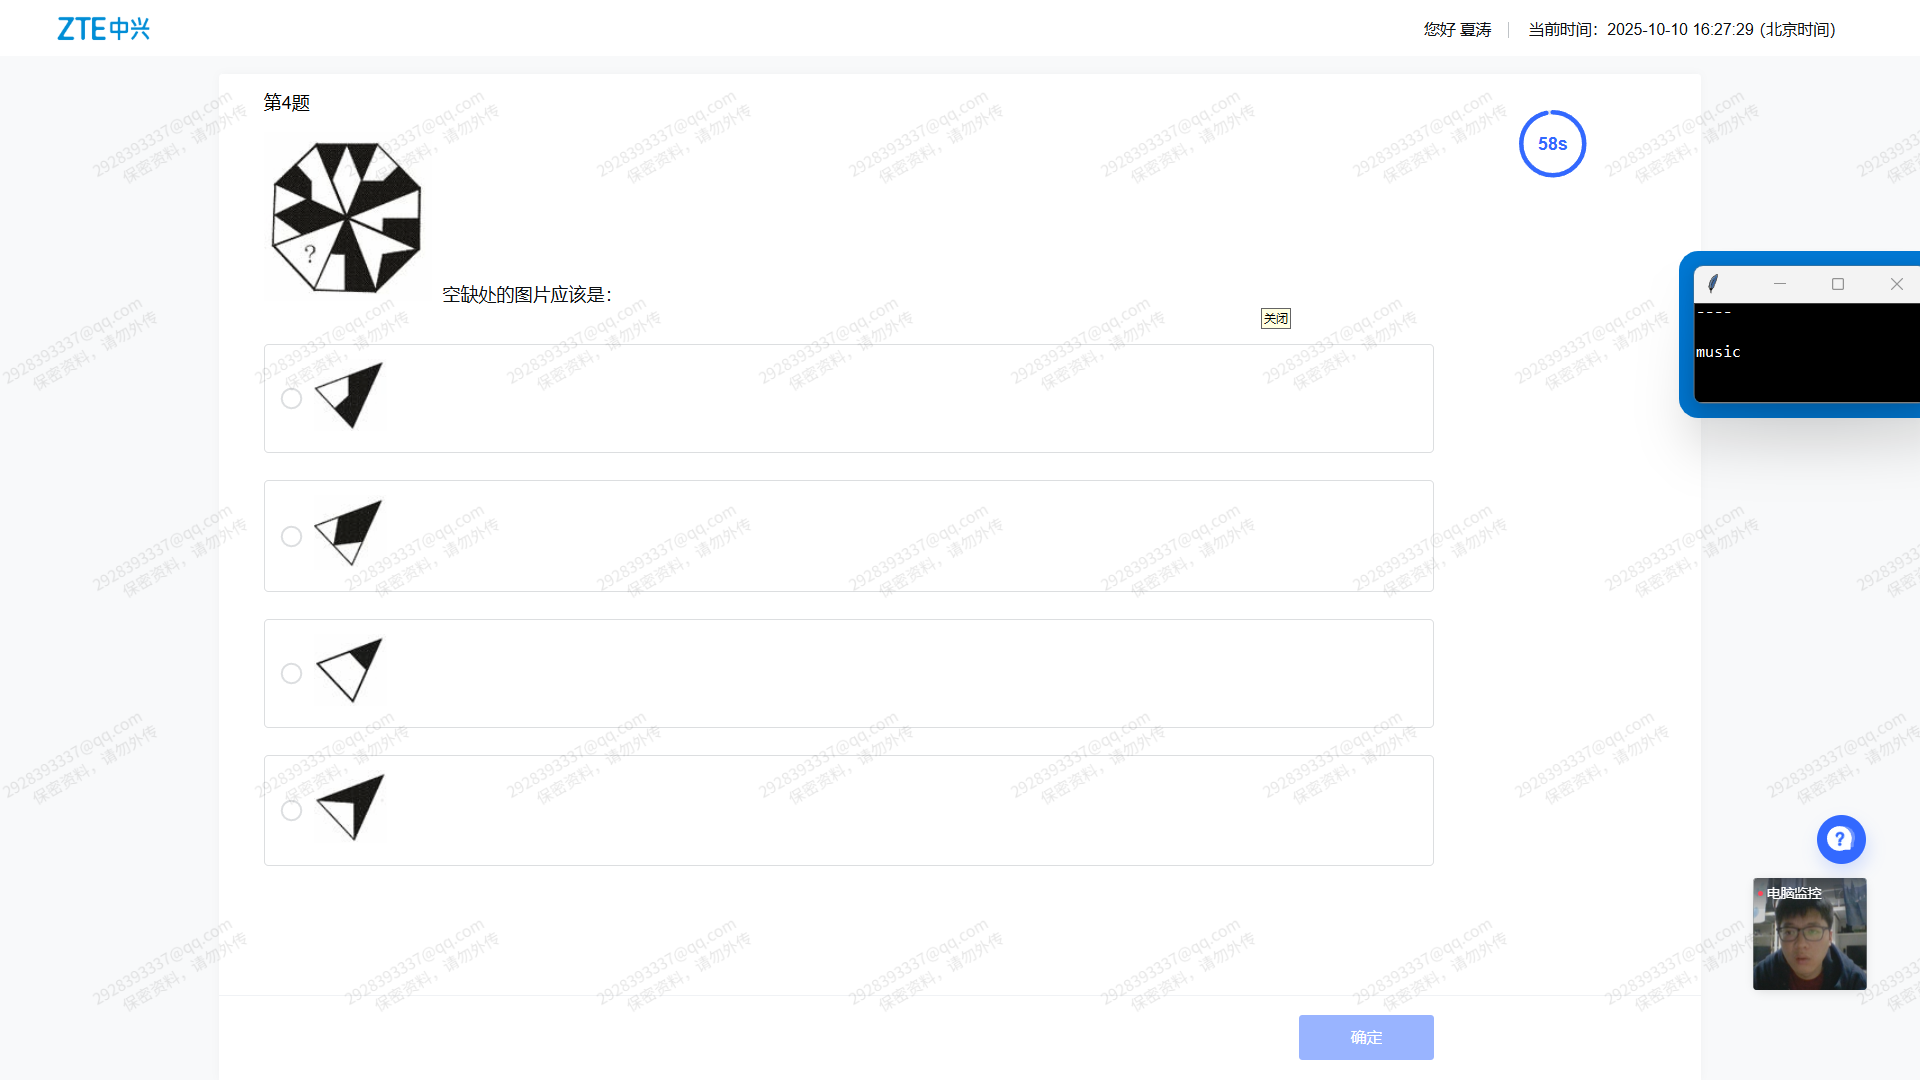 ZTE中兴
您好 夏涛
当前时间：2025-10-10 16:27:29 (北京时间)
第4题
58s
?
空缺处的图片应该是：
关闭
----
music
?
电脑监控
确定
2928393337@qq.com
保密资料，请勿外传